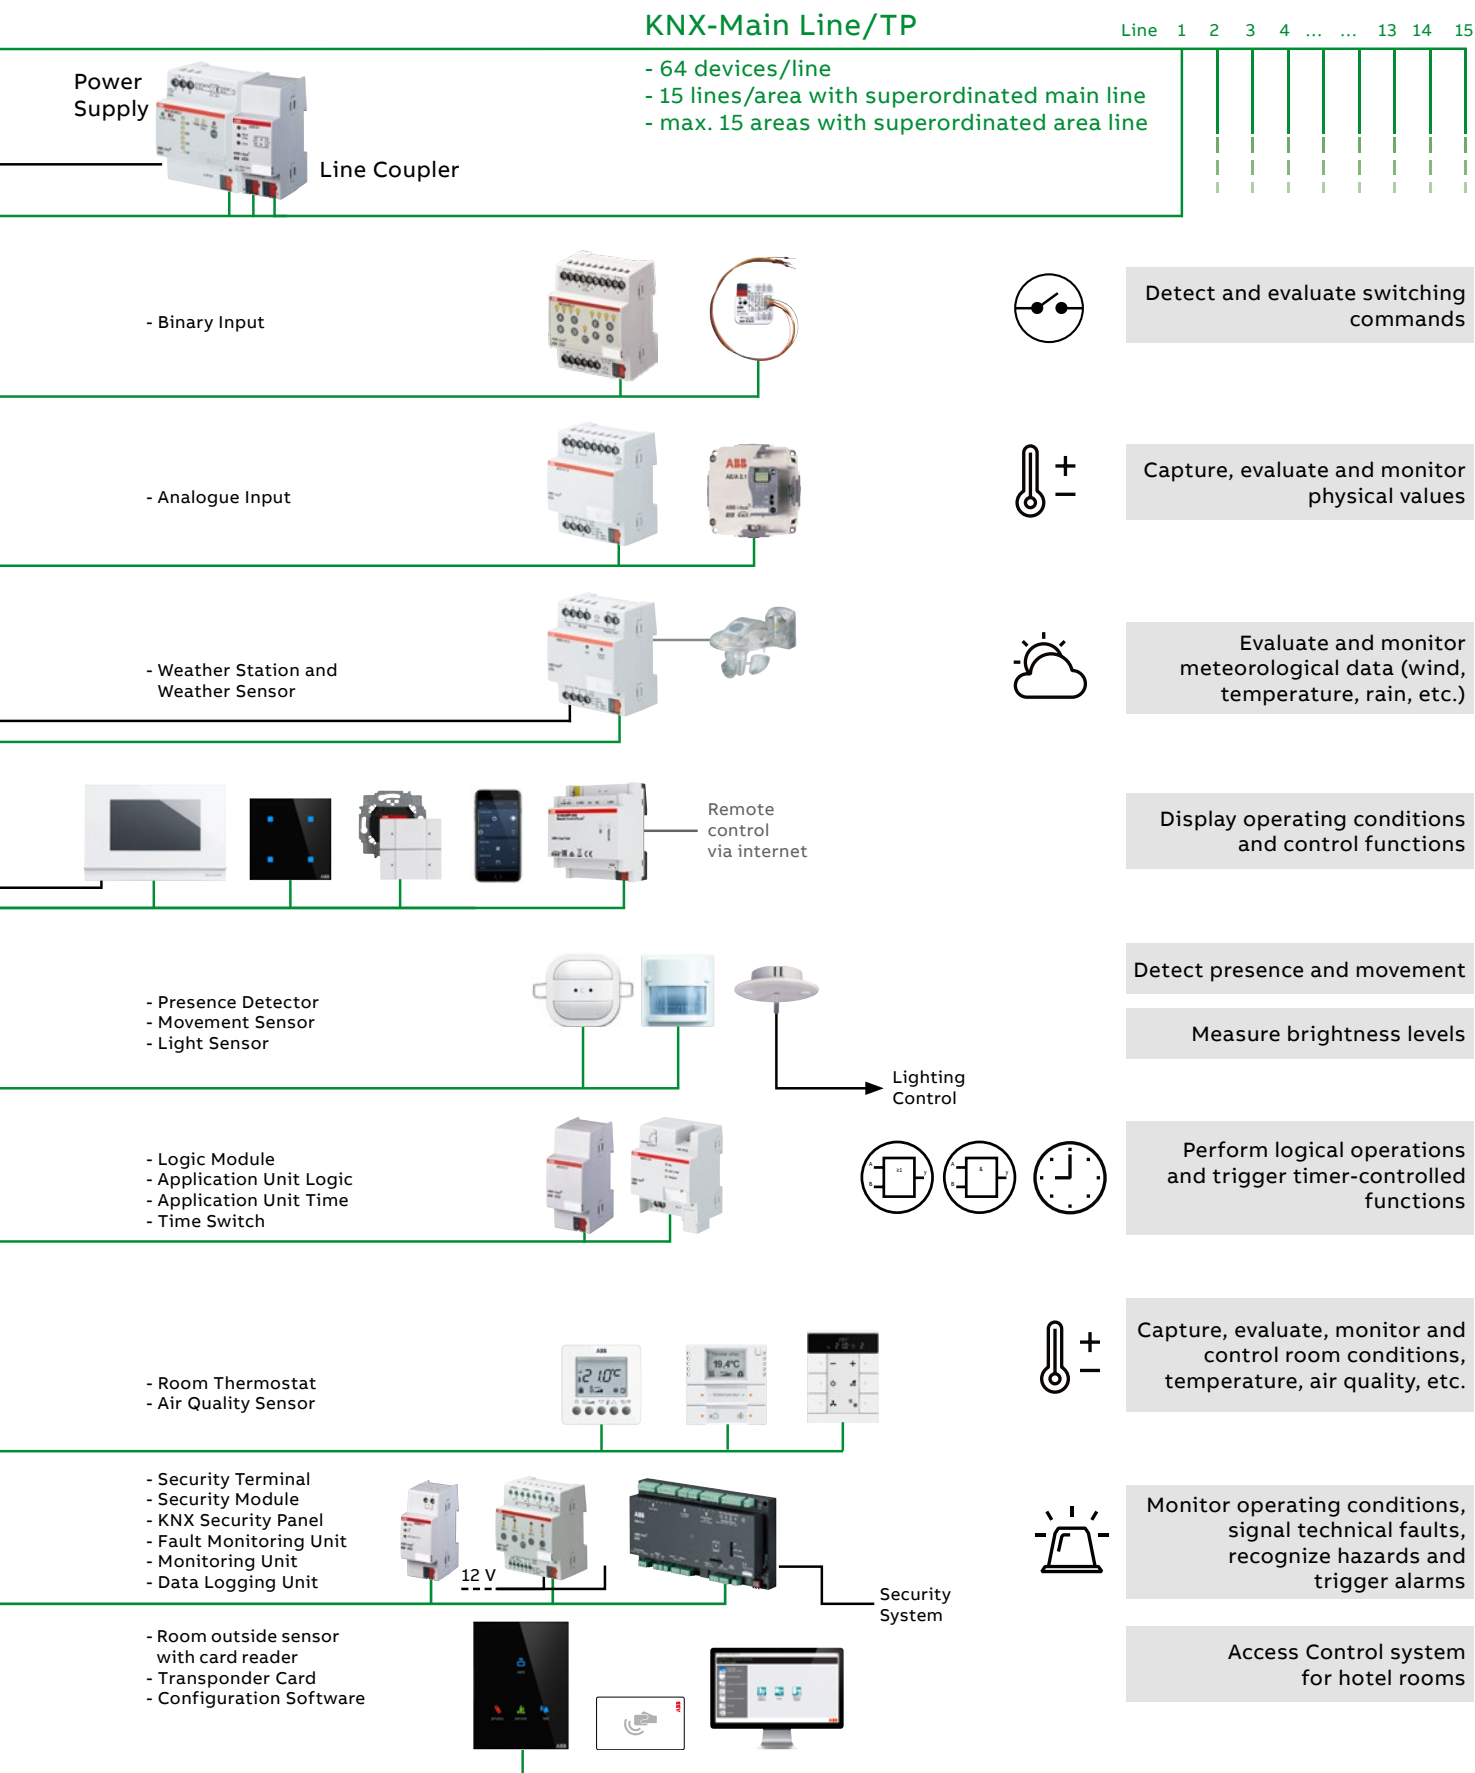 KNX-Main Line/TP
Line 1 2 3 4 ... ... 13 14 15
- 64 devices/line
- 15 lines/area with superordinated main line
- max. 15 areas with superordinated area line
Power
Supply
Line Coupler
- Binary Input
Detect and evaluate switching
commands
- Analogue Input
ABB
Capture, evaluate and monitor
physical values
- Weather Station and
Weather Sensor
Evaluate and monitor
meteorological data (wind,
temperature, rain, etc.)
Remote
control
via internet
Display operating conditions
and control functions
- Presence Detector
- Movement Sensor
- Light Sensor
Detect presence and movement
Measure brightness levels
Lighting
Control
- Logic Module
- Application Unit Logic
- Application Unit Time
- Time Switch
Perform logical operations
and trigger timer-controlled
functions
- Room Thermostat
- Air Quality Sensor
ABB
19.4°C
Capture, evaluate, monitor and
control room conditions,
temperature, air quality, etc.
- Security Terminal
- Security Module
- KNX Security Panel
- Fault Monitoring Unit
- Monitoring Unit
- Data Logging Unit
12 V
Security
System
Monitor operating conditions,
signal technical faults,
recognize hazards and
trigger alarms
- Room outside sensor
with card reader
- Transponder Card
- Configuration Software
ABB
Access Control system
for hotel rooms